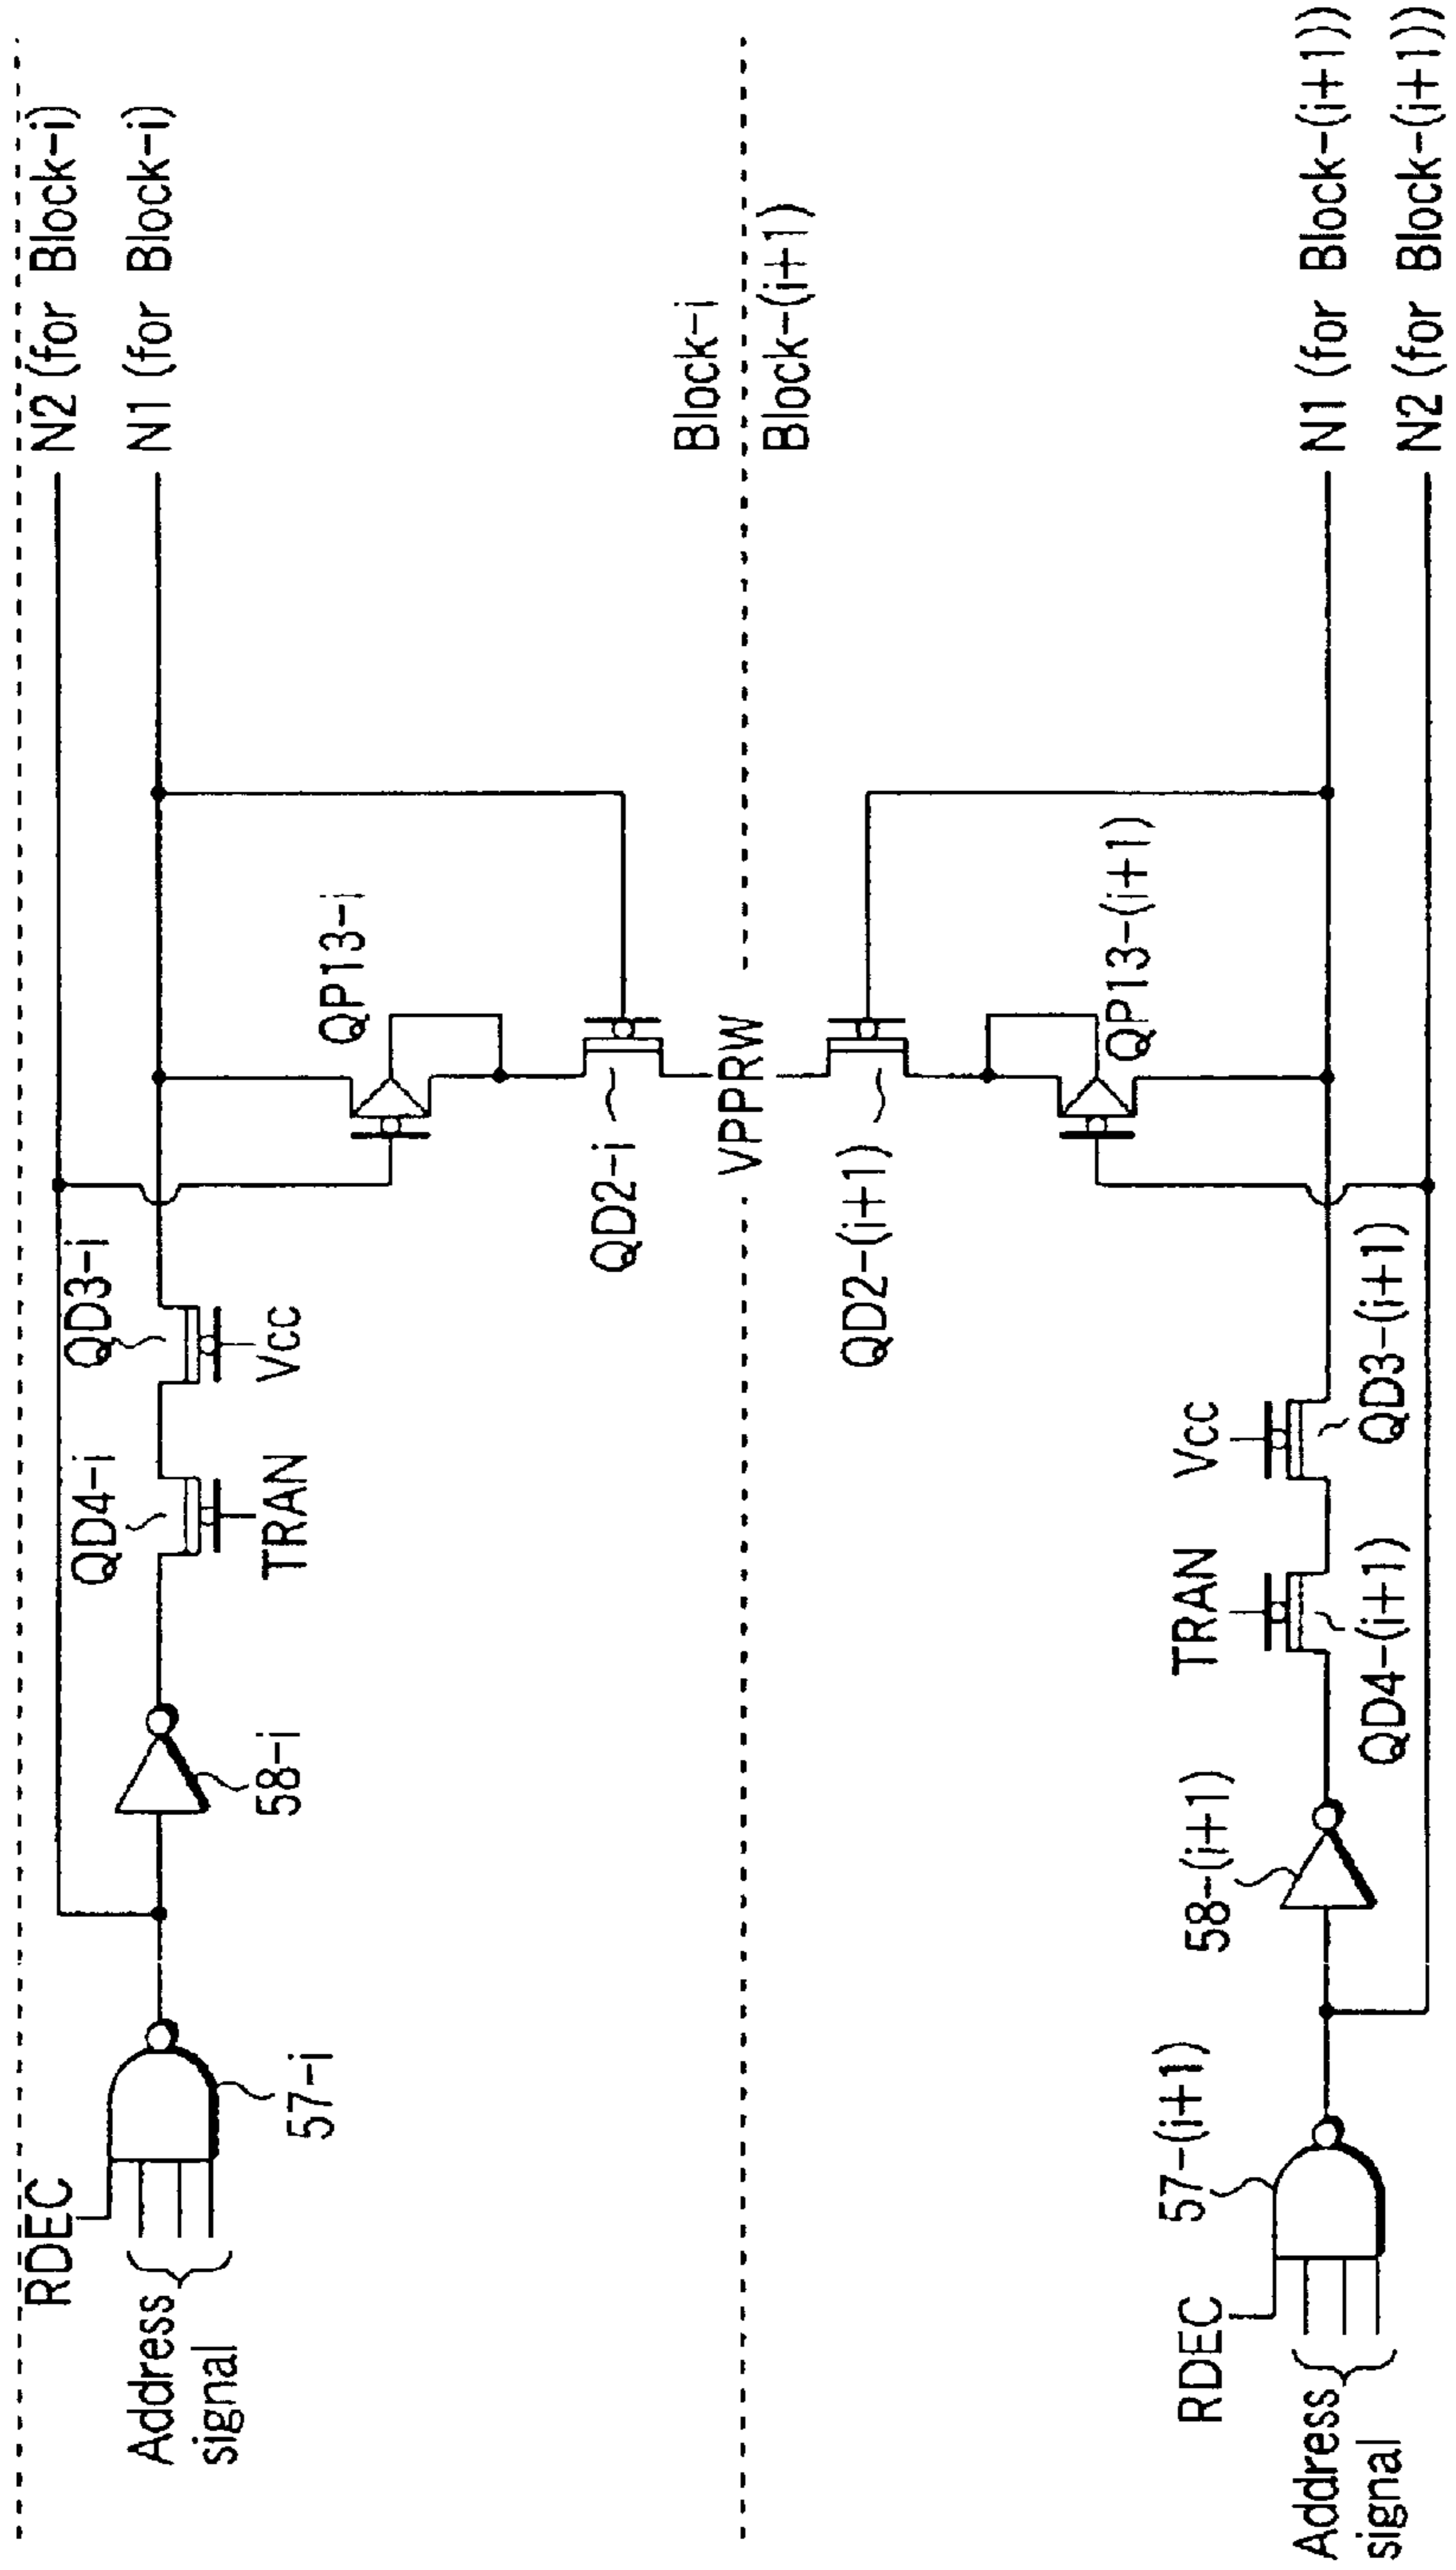 N2 (for Block-i)
N1 (for Block-i)
RDEC
Address
signal
57-i
58-i
QD4-i
TRAN
QD3-i
Vcc
QP13-i
QD2-i
VPPRW
Block-i
Block-(i+1)
QD2-(i+1)
QP13-(i+1)
RDEC
Address
signal
57-(i+1)
58-(i+1)
TRAN
QD4-(i+1)
Vcc
QD3-(i+1)
N1 (for Block-(i+1))
N2 (for Block-(i+1))